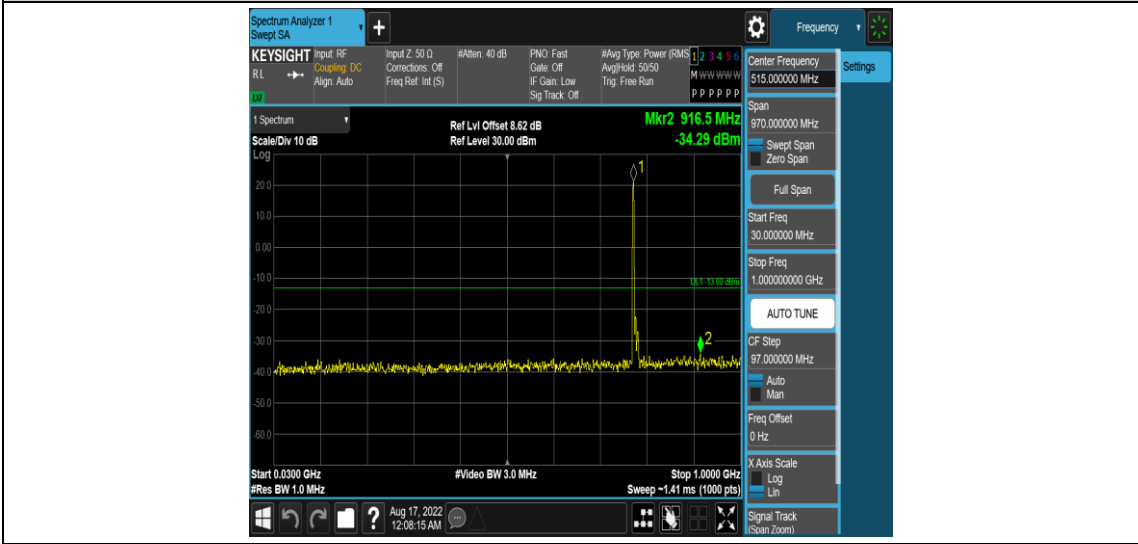 Spectrum Analyzer 1
Swept SA
+
Frequency
KEYSIGHT
RL
Input: RF
Coupling: DC
Align: Auto
Input Z: 50 Ω
Corrections: Off
Freq Ref: Int (S)
#Atten: 40 dB
PNO: Fast
Gate: Off
IF Gain: Low
Sig Track: Off
#Avg Type: Power (RMS
Avg|Hold: 50/50
Trig: Free Run
1 2 3 4 5 6
M W W W W W
P P P P P P
1 Spectrum
Scale/Div 10 dB
Log
Ref Lvl Offset 8.62 dB
Ref Level 30.00 dBm
Mkr2 916.5 MHz
-34.29 dBm
20.0
10.0
0.00
-10.0
-20.0
-30.0
-40.0
-50.0
-60.0
1
DL1 -13.00 dBm
2
Start 0.0300 GHz
#Res BW 1.0 MHz
#Video BW 3.0 MHz
Stop 1.0000 GHz
Sweep ~1.41 ms (1000 pts)
?
Aug 17, 2022
12:08:15 AM
Center Frequency
515.000000 MHz
Settings
Span
970.000000 MHz
Swept Span
Zero Span
Full Span
Start Freq
30.000000 MHz
Stop Freq
1.000000000 GHz
AUTO TUNE
CF Step
97.000000 MHz
Auto
Man
Freq Offset
0 Hz
X Axis Scale
Log
Lin
Signal Track
(Span Zoom)